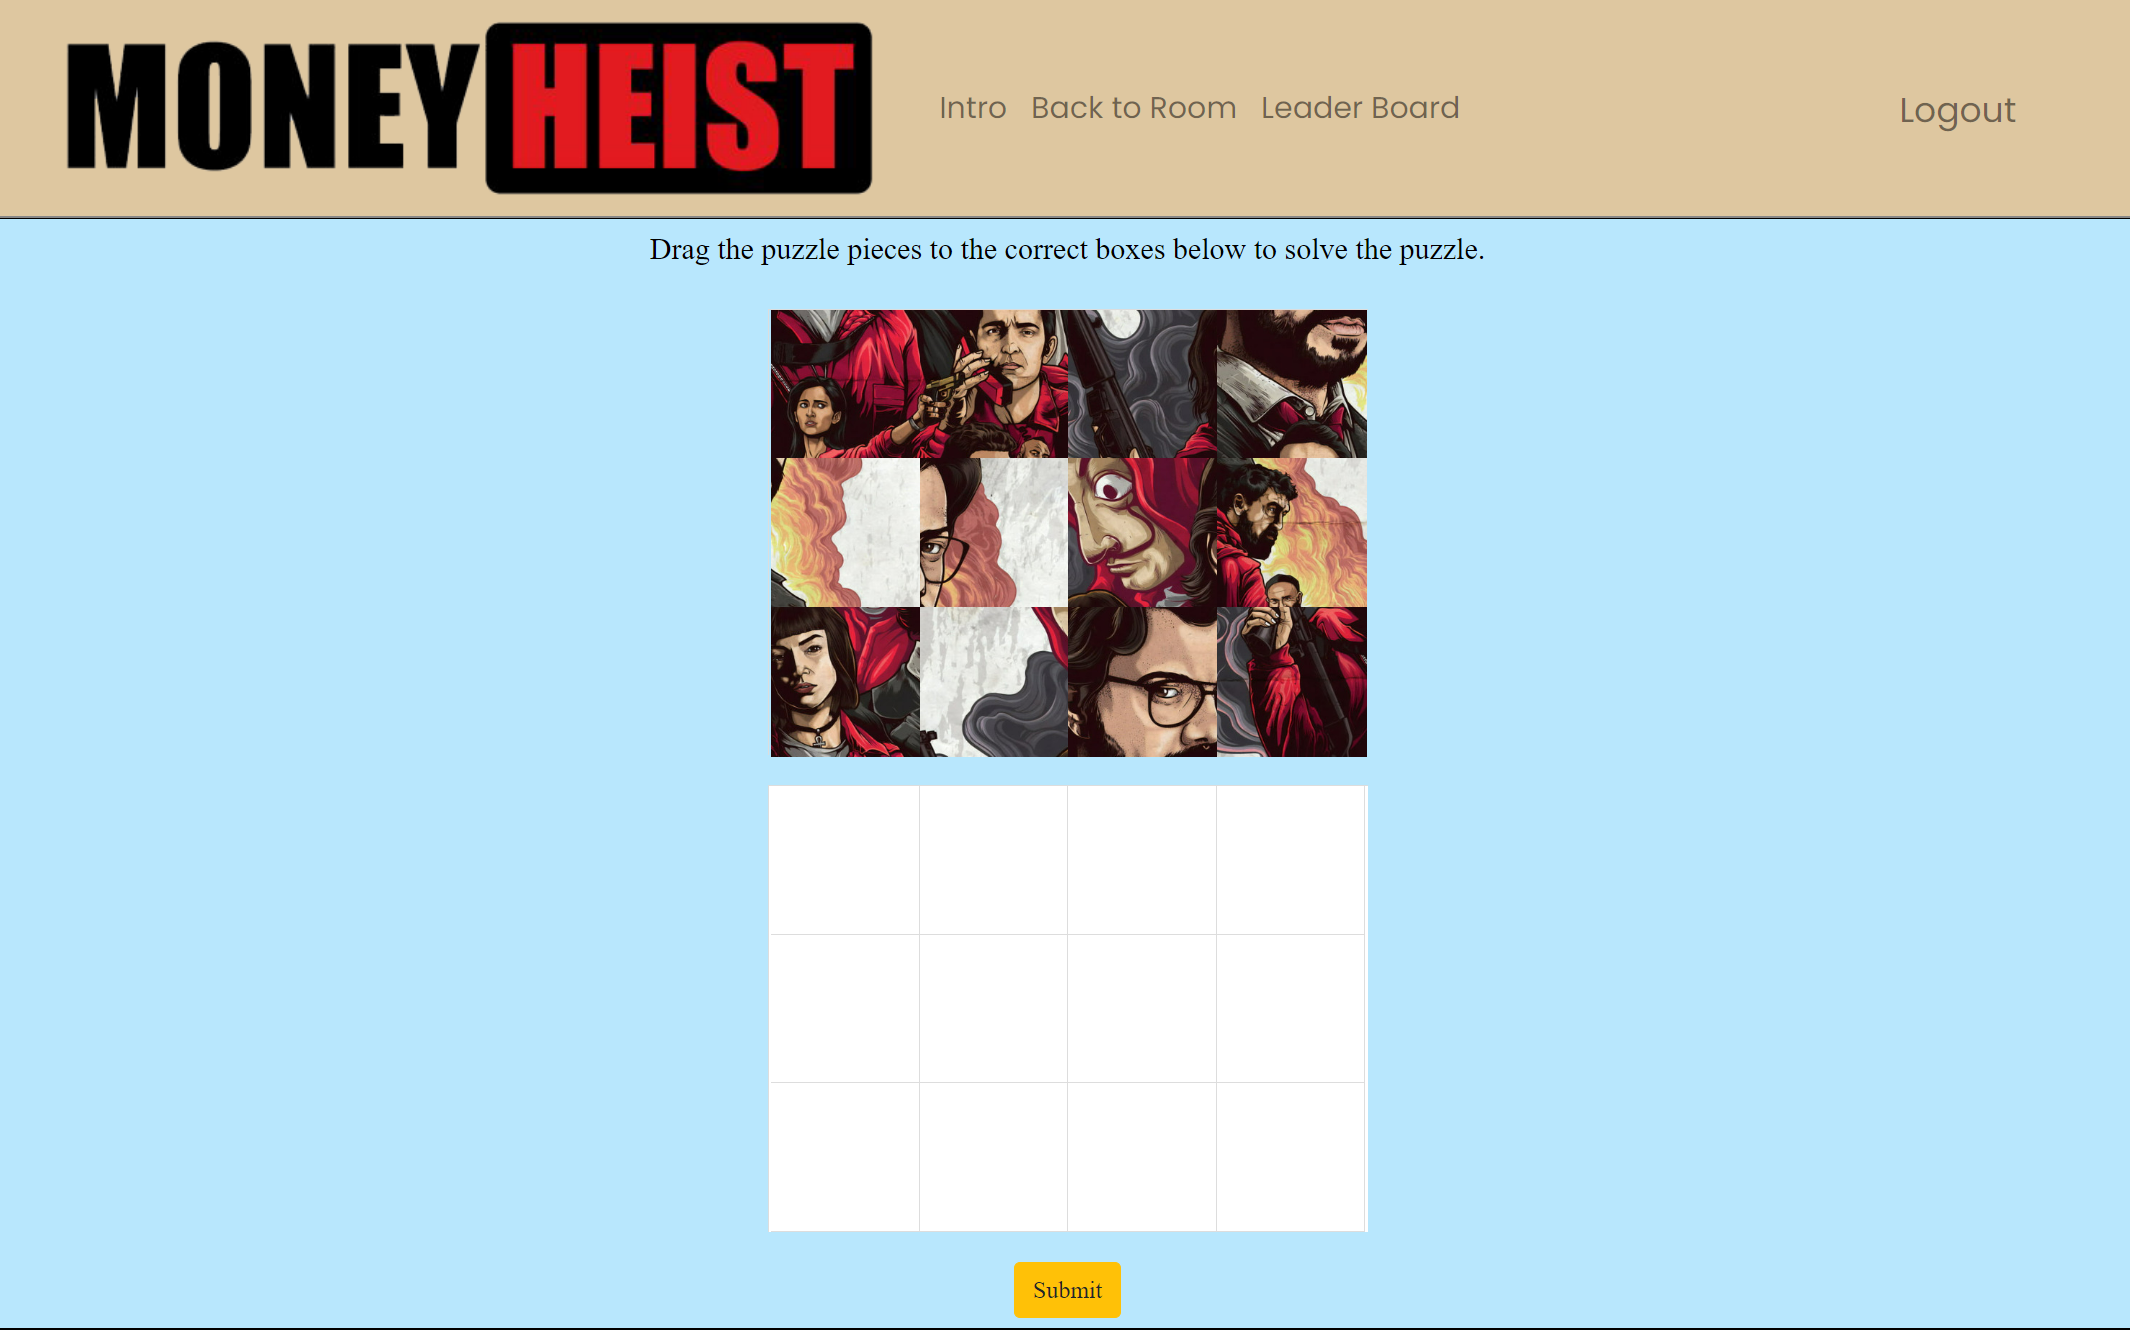 MONEY HEIST
Intro Back to Room Leader Board Logout
Drag the puzzle pieces to the correct boxes below to solve the puzzle.
Submit